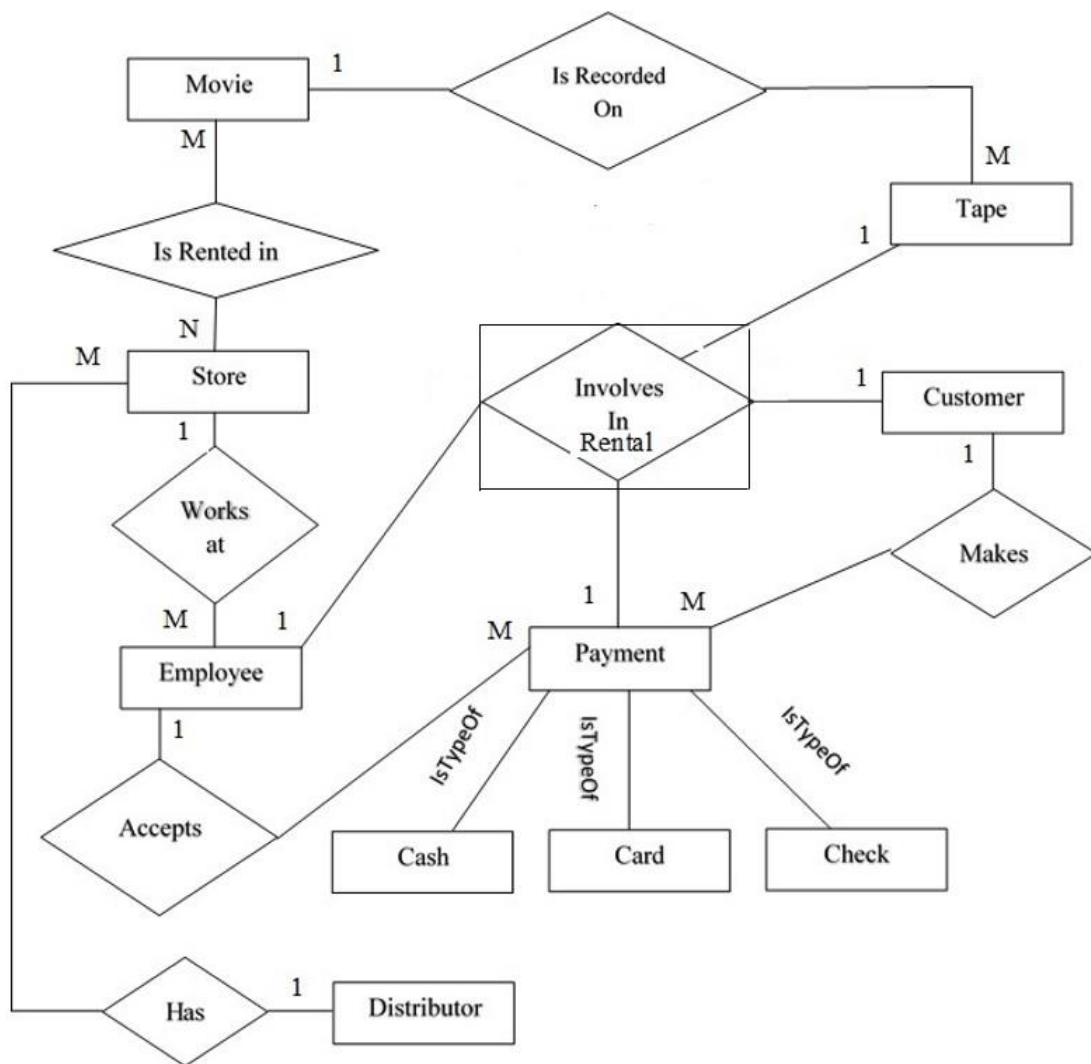 1
Movie
Is Recorded
On
M
M
Tape
1
Is Rented in
N
M
Store
Involves
In
Rental
1
Customer
1
1
Works
at
Makes
M
1
1
M
M
Employee
Payment
1
IsTypeOf
IsTypeOf
IsTypeOf
Accepts
Cash
Card
Check
1
Has
Distributor